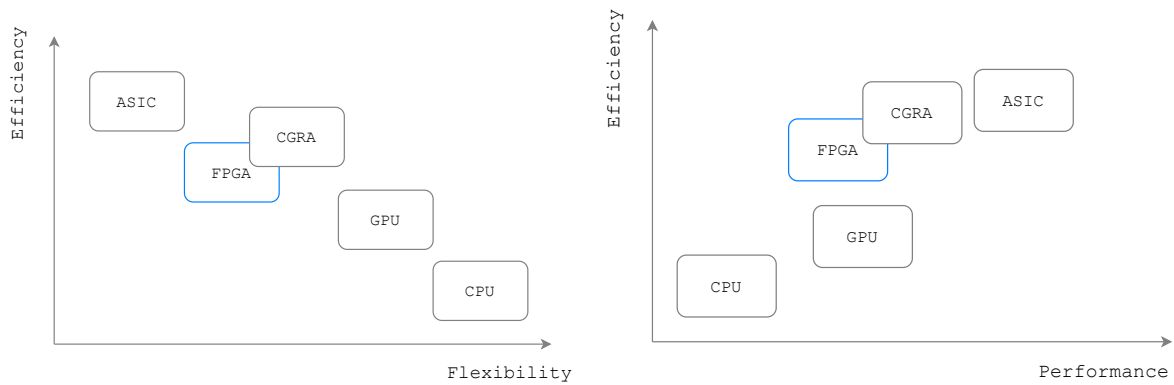 Efficiency
ASIC
CGRA
FPGA
GPU
CPU
Flexibility
Efficiency
ASIC
CGRA
FPGA
GPU
CPU
Performance